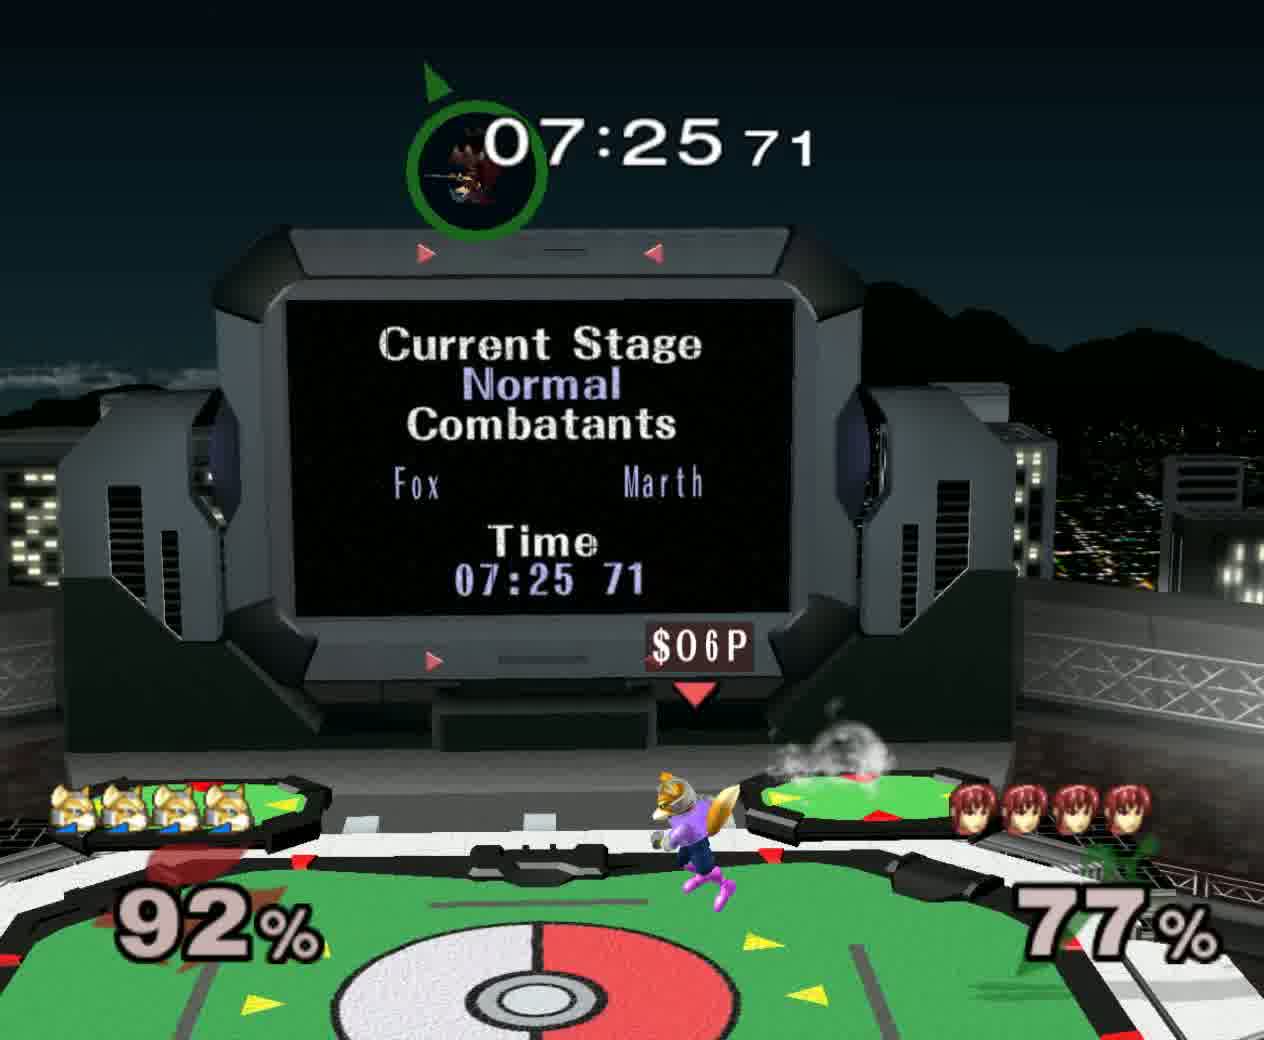 07:25 71
Current Stage
Normal
Combatants
Fox Marth
Time
07:25 71
$06P
92%
77%